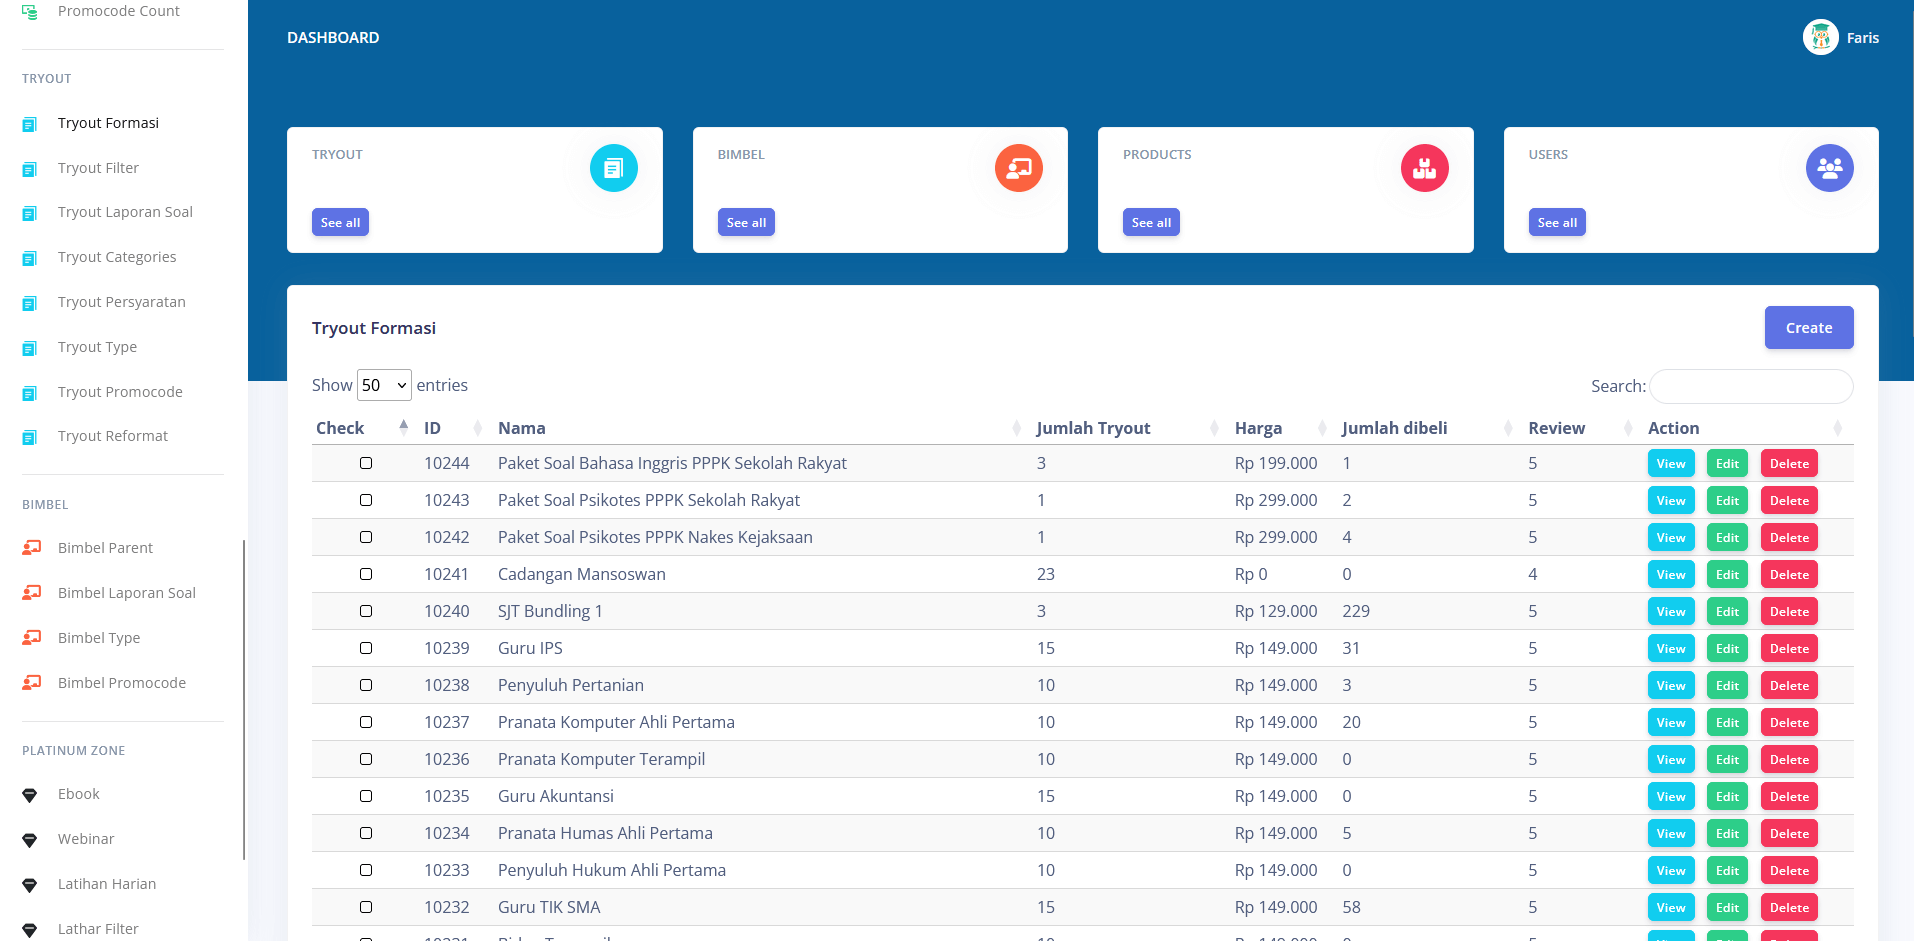 Promocode Count
TRYOUT
Tryout Formasi
Tryout Filter
Tryout Laporan Soal
Tryout Categories
Tryout Persyaratan
Tryout Type
Tryout Promocode
Tryout Reformat
BIMBEL
Bimbel Parent
Bimbel Laporan Soal
Bimbel Type
Bimbel Promocode
PLATINUM ZONE
Ebook
Webinar
Latihan Harian
Lathar Filter
DASHBOARD
Faris
TRYOUT
See all
BIMBEL
See all
PRODUCTS
See all
USERS
See all
Tryout Formasi
Create
Show 50 entries
Search:
Check ID Nama Jumlah Tryout Harga Jumlah dibeli Review Action
10244 Paket Soal Bahasa Inggris PPPK Sekolah Rakyat 3 Rp 199.000 1 5 View Edit Delete
10243 Paket Soal Psikotes PPPK Sekolah Rakyat 1 Rp 299.000 2 5 View Edit Delete
10242 Paket Soal Psikotes PPPK Nakes Kejaksaan 1 Rp 299.000 4 5 View Edit Delete
10241 Cadangan Mansoswan 23 Rp 0 0 4 View Edit Delete
10240 SJT Bundling 1 3 Rp 129.000 229 5 View Edit Delete
10239 Guru IPS 15 Rp 149.000 31 5 View Edit Delete
10238 Penyuluh Pertanian 10 Rp 149.000 3 5 View Edit Delete
10237 Pranata Komputer Ahli Pertama 10 Rp 149.000 20 5 View Edit Delete
10236 Pranata Komputer Terampil 10 Rp 149.000 0 5 View Edit Delete
10235 Guru Akuntansi 15 Rp 149.000 0 5 View Edit Delete
10234 Pranata Humas Ahli Pertama 10 Rp 149.000 5 5 View Edit Delete
10233 Penyuluh Hukum Ahli Pertama 10 Rp 149.000 0 5 View Edit Delete
10232 Guru TIK SMA 15 Rp 149.000 58 5 View Edit Delete